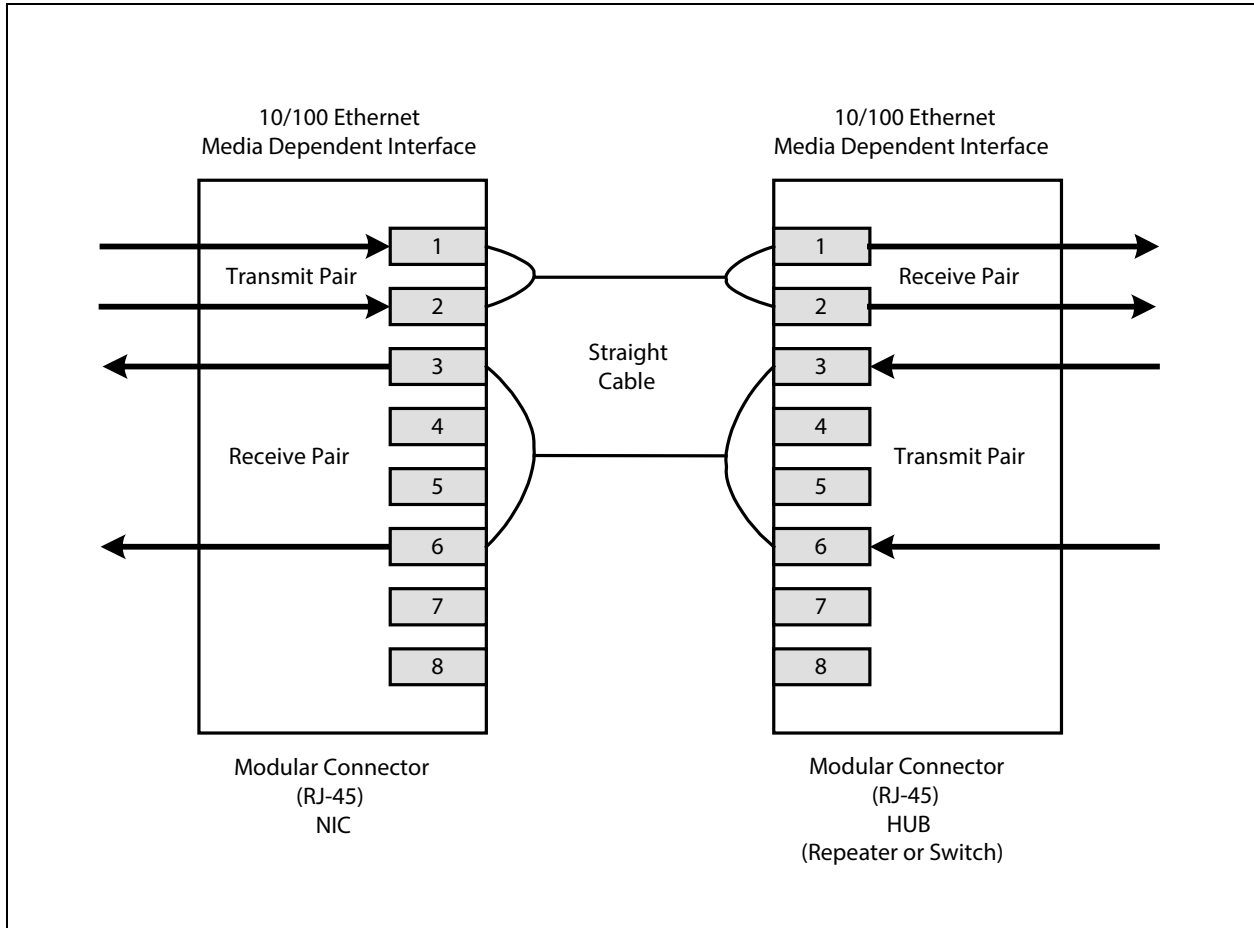 10/100 Ethernet
Media Dependent Interface
1
2
3
4
5
6
7
8
Transmit Pair
Receive Pair
Modular Connector
(RJ-45)
NIC
Straight
Cable
10/100 Ethernet
Media Dependent Interface
1
2
3
4
5
6
7
8
Receive Pair
Transmit Pair
Modular Connector
(RJ-45)
HUB
(Repeater or Switch)